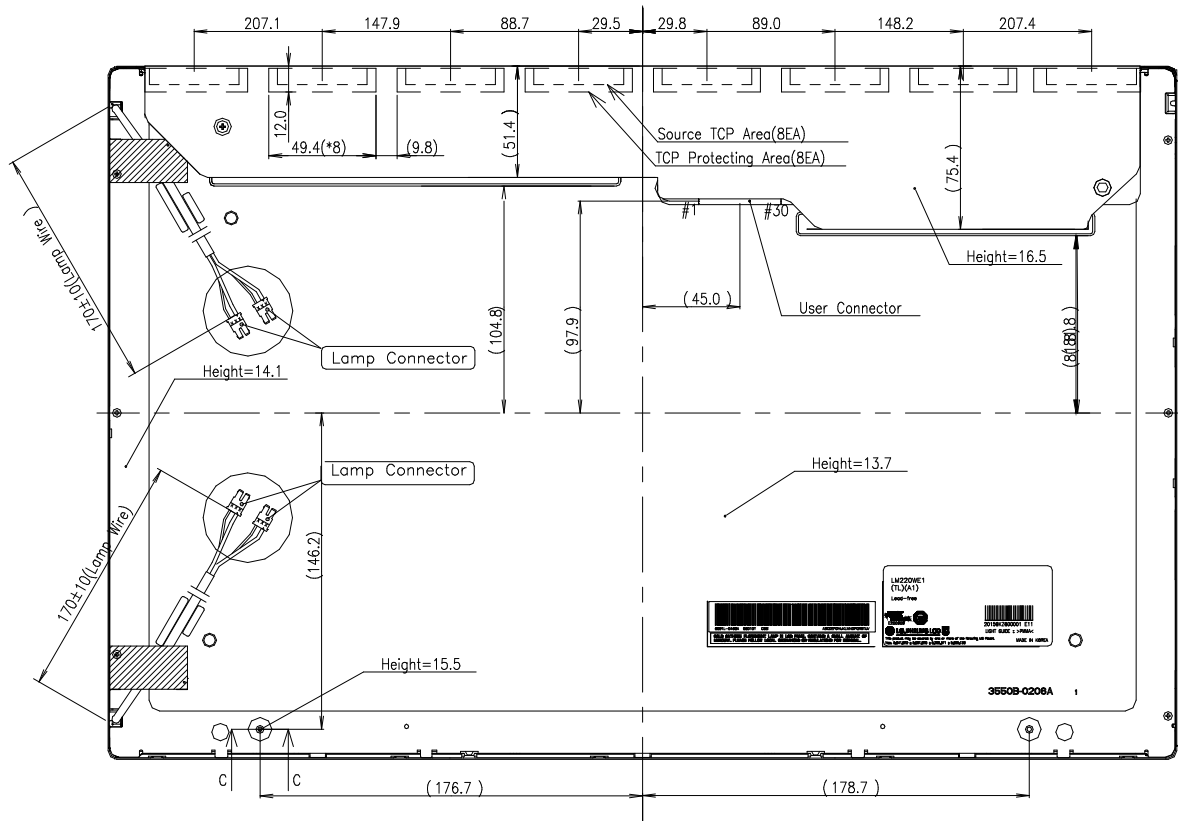 207.1 147.9 88.7 29.5 29.8 89.0 148.2 207.4
12.0
49.4(*8)
(9.8)
(51.4)
Source TCP Area(8EA)
TCP Protecting Area(8EA)
(75.4)
#1 #30
Height=16.5
170±10(Lamp Wire)
(45.0)
User Connector
(104.8)
(97.9)
Lamp Connector
Height=14.1
Lamp Connector
Height=13.7
170±10(Lamp Wire)
(146.2)
LM220WE1
(TL)(A1)
Lead-free
MADE IN KOREA
Height=15.5
3550B-0206A 1
C C
(176.7) (178.7)